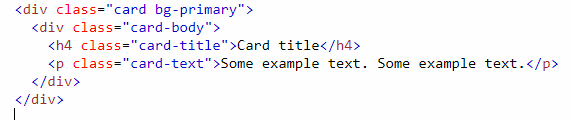 <div class="card bg-primary">
  <div class="card-body">
    <h4 class="card-title">Card title</h4>
    <p class="card-text">Some example text. Some example text.</p>
  </div>
</div>